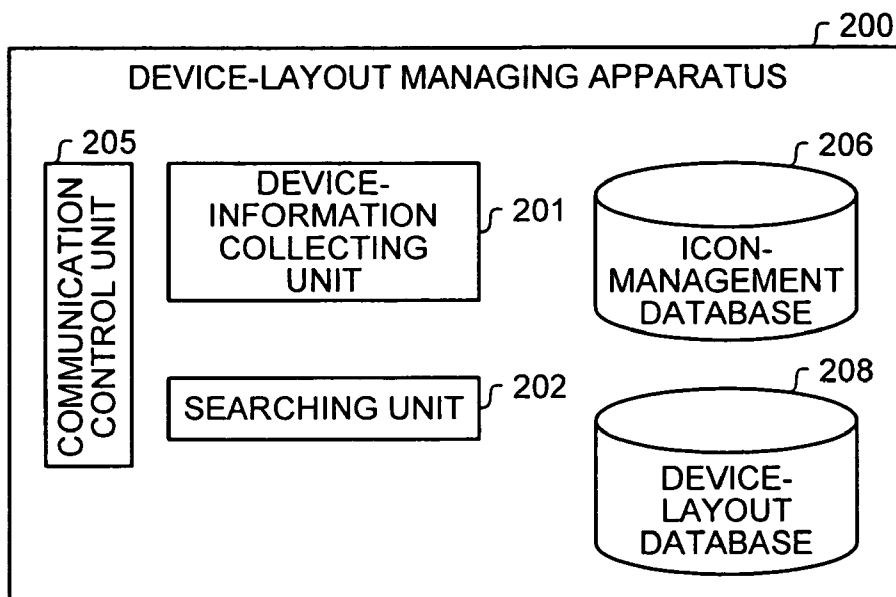 200
DEVICE-LAYOUT MANAGING APPARATUS
205
COMMUNICATION
CONTROL UNIT
DEVICE-
INFORMATION
COLLECTING
UNIT
201
206
ICON-
MANAGEMENT
DATABASE
SEARCHING UNIT
202
208
DEVICE-
LAYOUT
DATABASE